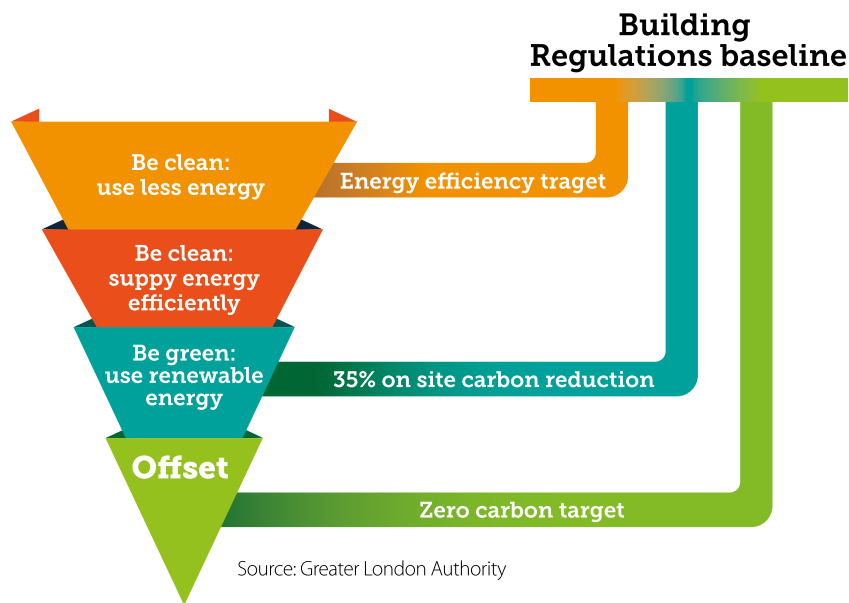 Building
Regulations baseline
Be clean:
use less energy
Energy efficiency traget
Be clean:
suppy energy
efficiently
Be green:
use renewable
energy
35% on site carbon reduction
Offset
Zero carbon target
Source: Greater London Authority